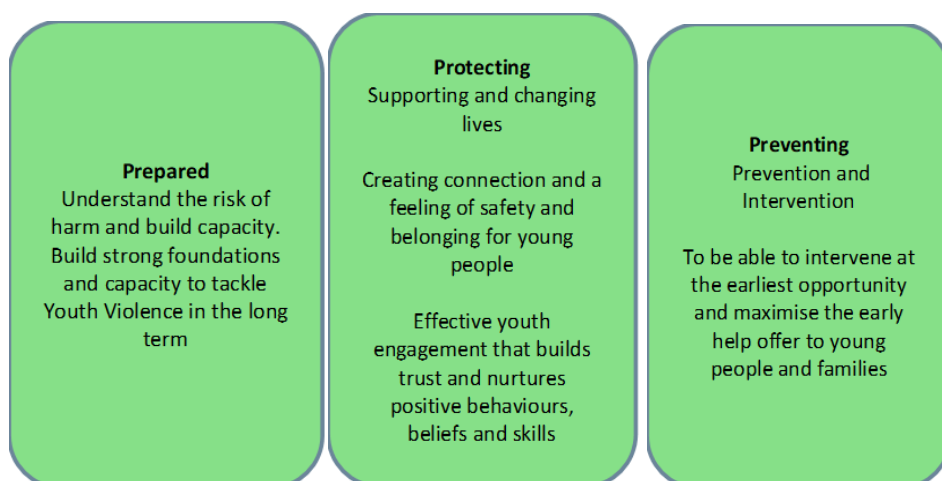 Prepared
Understand the risk of
harm and build capacity.
Build strong foundations
and capacity to tackle
Youth Violence in the long
term
Protecting
Supporting and changing
lives
Creating connection and a
feeling of safety and
belonging for young
people
Effective youth
engagement that builds
trust and nurtures
positive behaviours,
beliefs and skills
Preventing
Prevention and
Intervention
To be able to intervene at
the earliest opportunity
and maximise the early
help offer to young
people and families